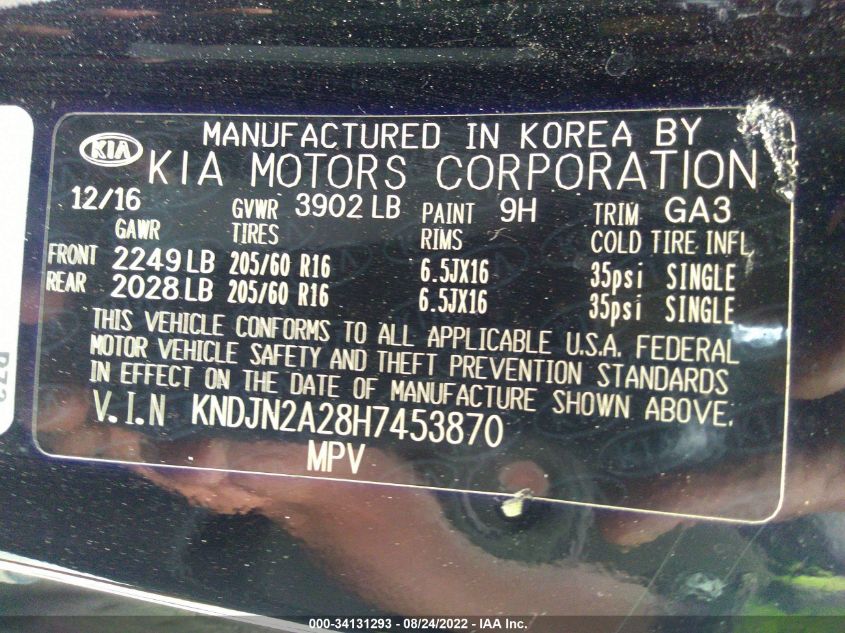 KIA
MANUFACTURED IN KOREA BY
KIA MOTORS CORPORATION
12/16 GVWR 3902 LB PAINT 9H TRIM GA3
GAWR TIRES RIMS COLD TIRE INFL
FRONT 2249 LB 205/60 R16 6.5JX16 35psi SINGLE
REAR 2028 LB 205/60 R16 6.5JX16 35psi SINGLE
THIS VEHICLE CONFORMS TO ALL APPLICABLE U.S.A. FEDERAL
MOTOR VEHICLE SAFETY AND THEFT PREVENTION STANDARDS
IN EFFECT ON THE DATE OF MANUFACTURE SHOWN ABOVE.
V.I.N KNDJN2A28H7453870
MPV
000-34131293 - 08/24/2022 - IAA Inc.